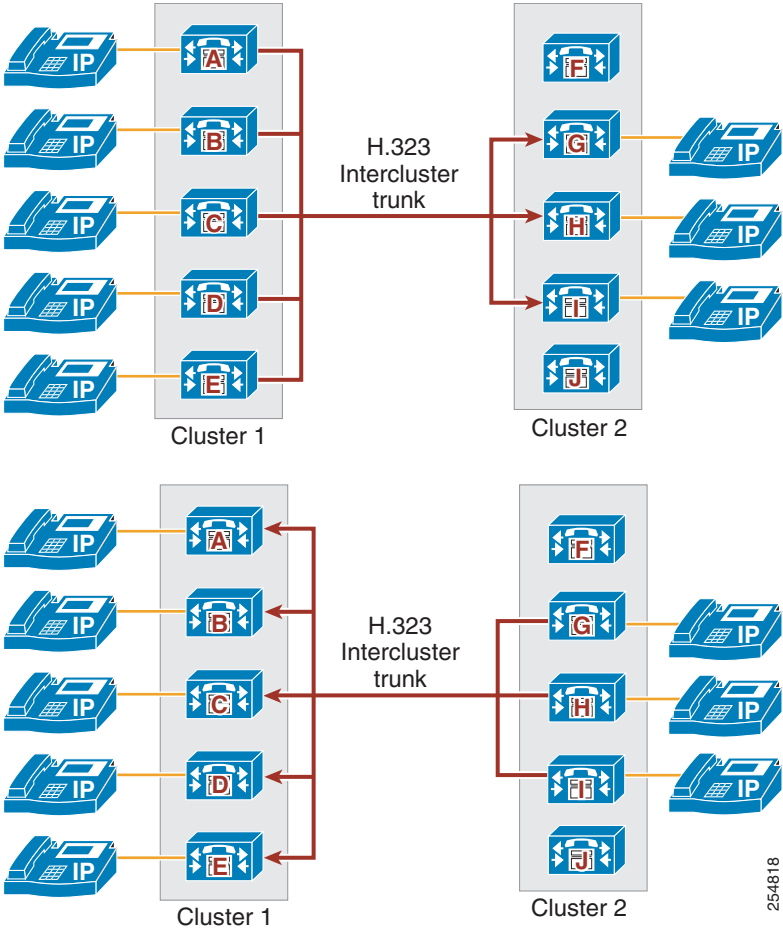 IP
A
F
IP
B
G
IP
H.323
Intercluster
trunk
IP
C
H
IP
IP
D
I
IP
IP
E
J
Cluster 1
Cluster 2
IP
A
F
IP
B
G
IP
H.323
Intercluster
trunk
IP
C
H
IP
IP
D
I
IP
IP
E
J
Cluster 1
Cluster 2
254818